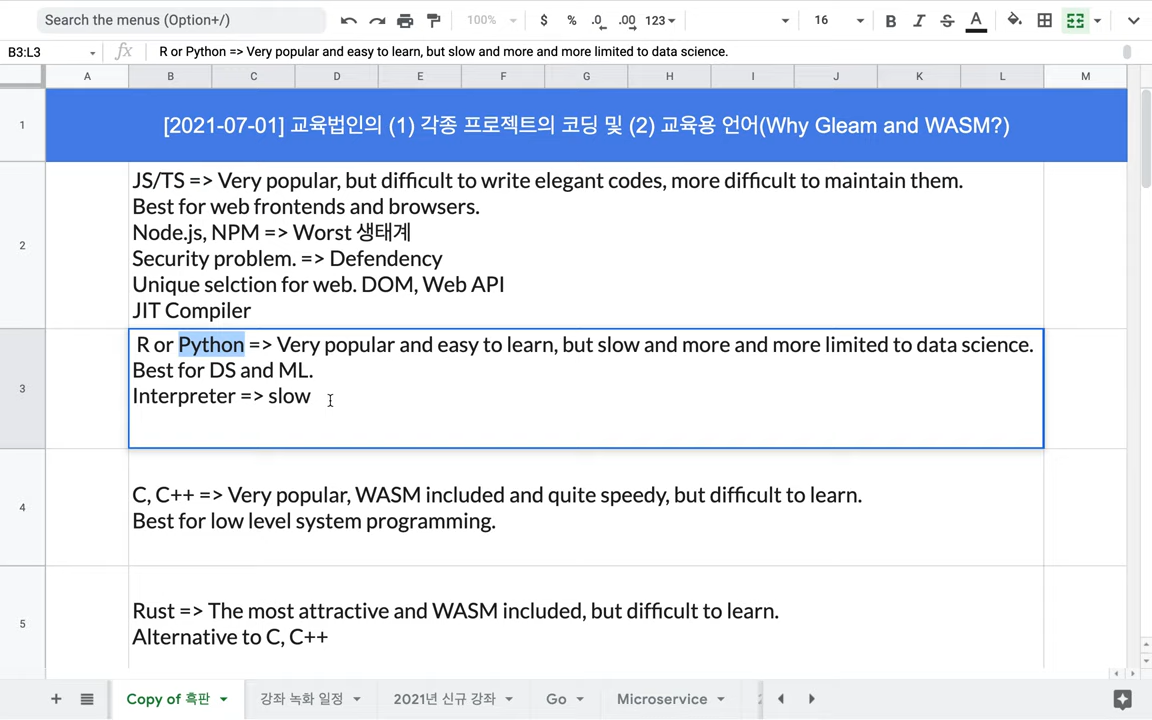 Search the menus (Option+/)
100%
$ % .0 .00 123
16
B I S A
B3:L3
fx
R or Python => Very popular and easy to learn, but slow and more and more limited to data science.
A B C D E F G H I J K L M
1
[2021-07-01] 교육법인의 (1) 각종 프로젝트의 코딩 및 (2) 교육용 언어(Why Gleam and WASM?)
2
JS/TS => Very popular, but difficult to write elegant codes, more difficult to maintain them.
Best for web frontends and browsers.
Node.js, NPM => Worst 생태계
Security problem. => Defendency
Unique selction for web. DOM, Web API
JIT Compiler
3
R or Python => Very popular and easy to learn, but slow and more and more limited to data science.
Best for DS and ML.
Interpreter => slow
4
C, C++ => Very popular, WASM included and quite speedy, but difficult to learn.
Best for low level system programming.
5
Rust => The most attractive and WASM included, but difficult to learn.
Alternative to C, C++
Copy of 흑판
강좌 녹화 일정
2021년 신규 강좌
Go
Microservice